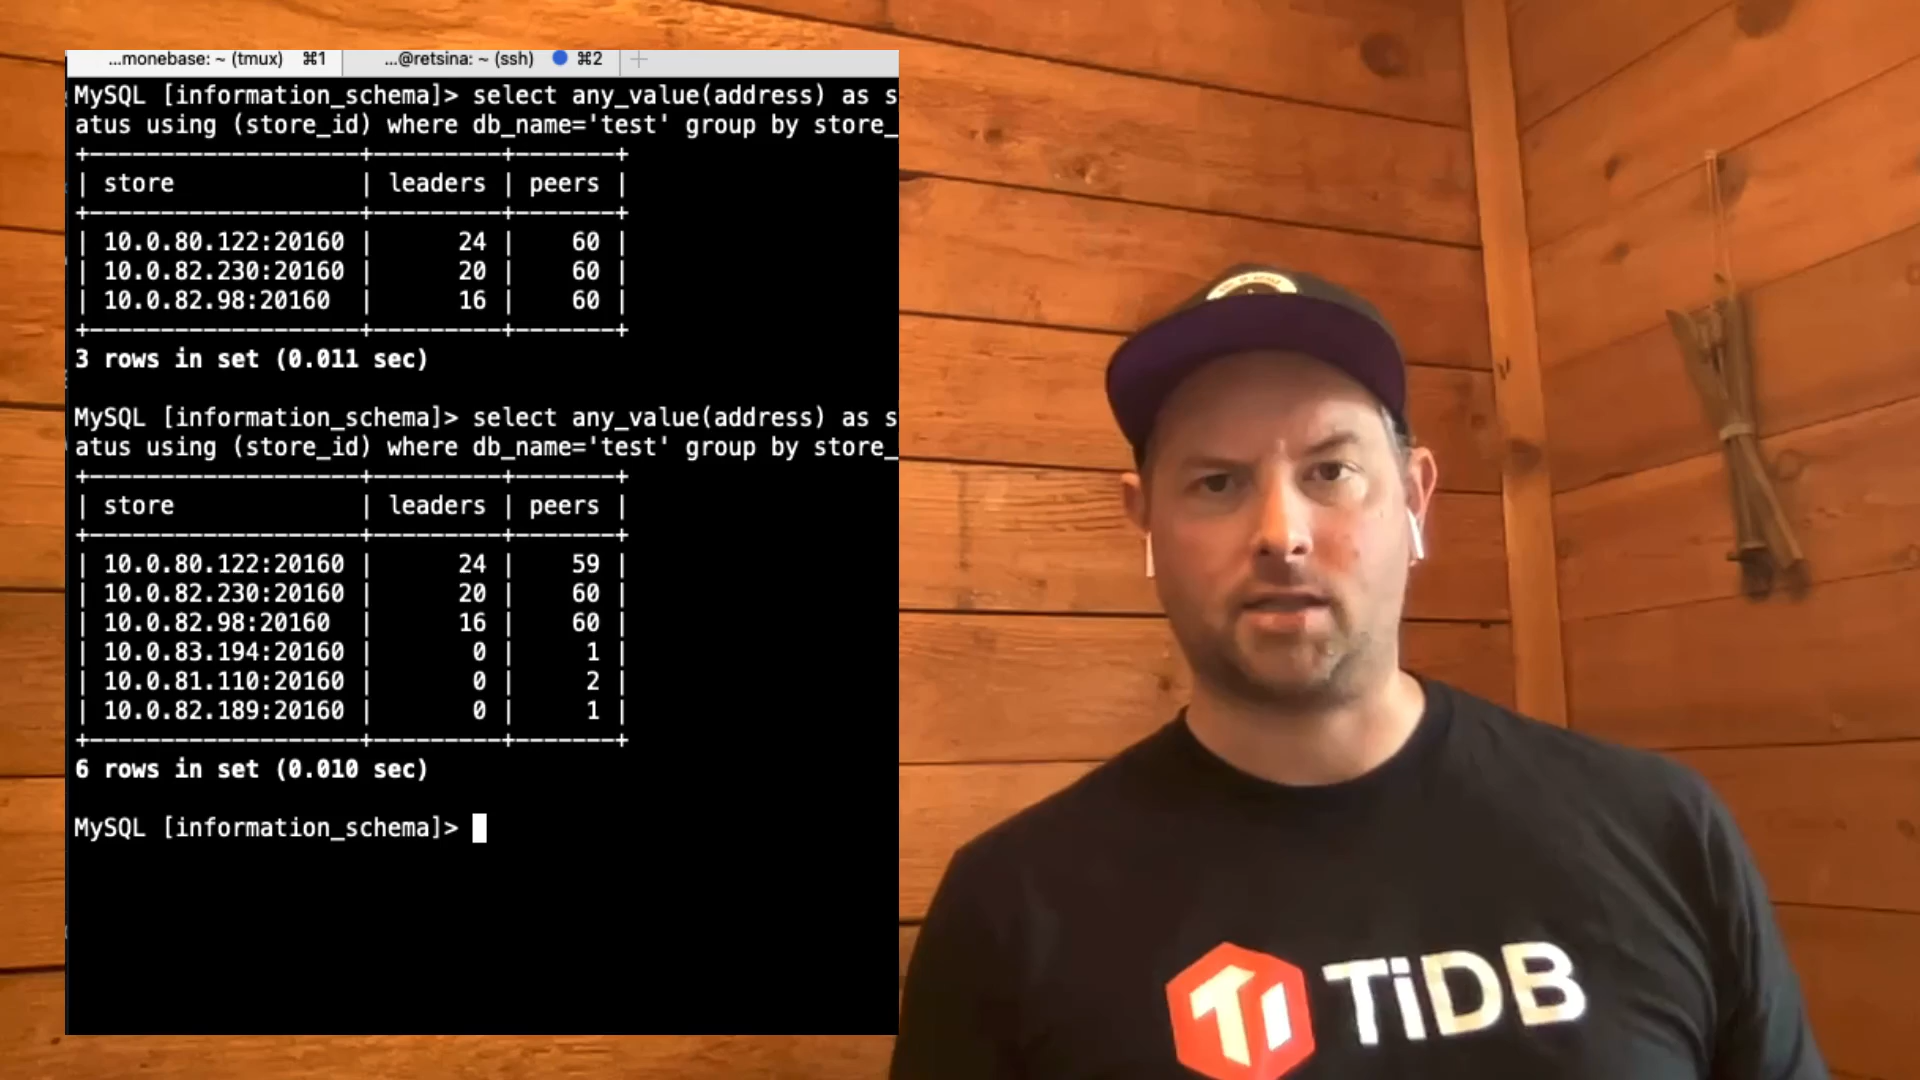 ...monebase: ~ (tmux) ⌘1 ...@retsina: ~ (ssh) ⌘2 +
MySQL [information_schema]> select any_value(address) as s
atus using (store_id) where db_name='test' group by store_
+------------------+---------+-------+
| store | leaders | peers |
+------------------+---------+-------+
| 10.0.80.122:20160 | 24 | 60 |
| 10.0.82.230:20160 | 20 | 60 |
| 10.0.82.98:20160 | 16 | 60 |
+------------------+---------+-------+
3 rows in set (0.011 sec)
MySQL [information_schema]> select any_value(address) as s
atus using (store_id) where db_name='test' group by store_
+------------------+---------+-------+
| store | leaders | peers |
+------------------+---------+-------+
| 10.0.80.122:20160 | 24 | 59 |
| 10.0.82.230:20160 | 20 | 60 |
| 10.0.82.98:20160 | 16 | 60 |
| 10.0.83.194:20160 | 0 | 1 |
| 10.0.81.110:20160 | 0 | 2 |
| 10.0.82.189:20160 | 0 | 1 |
+------------------+---------+-------+
6 rows in set (0.010 sec)
MySQL [information_schema]>
TiDB